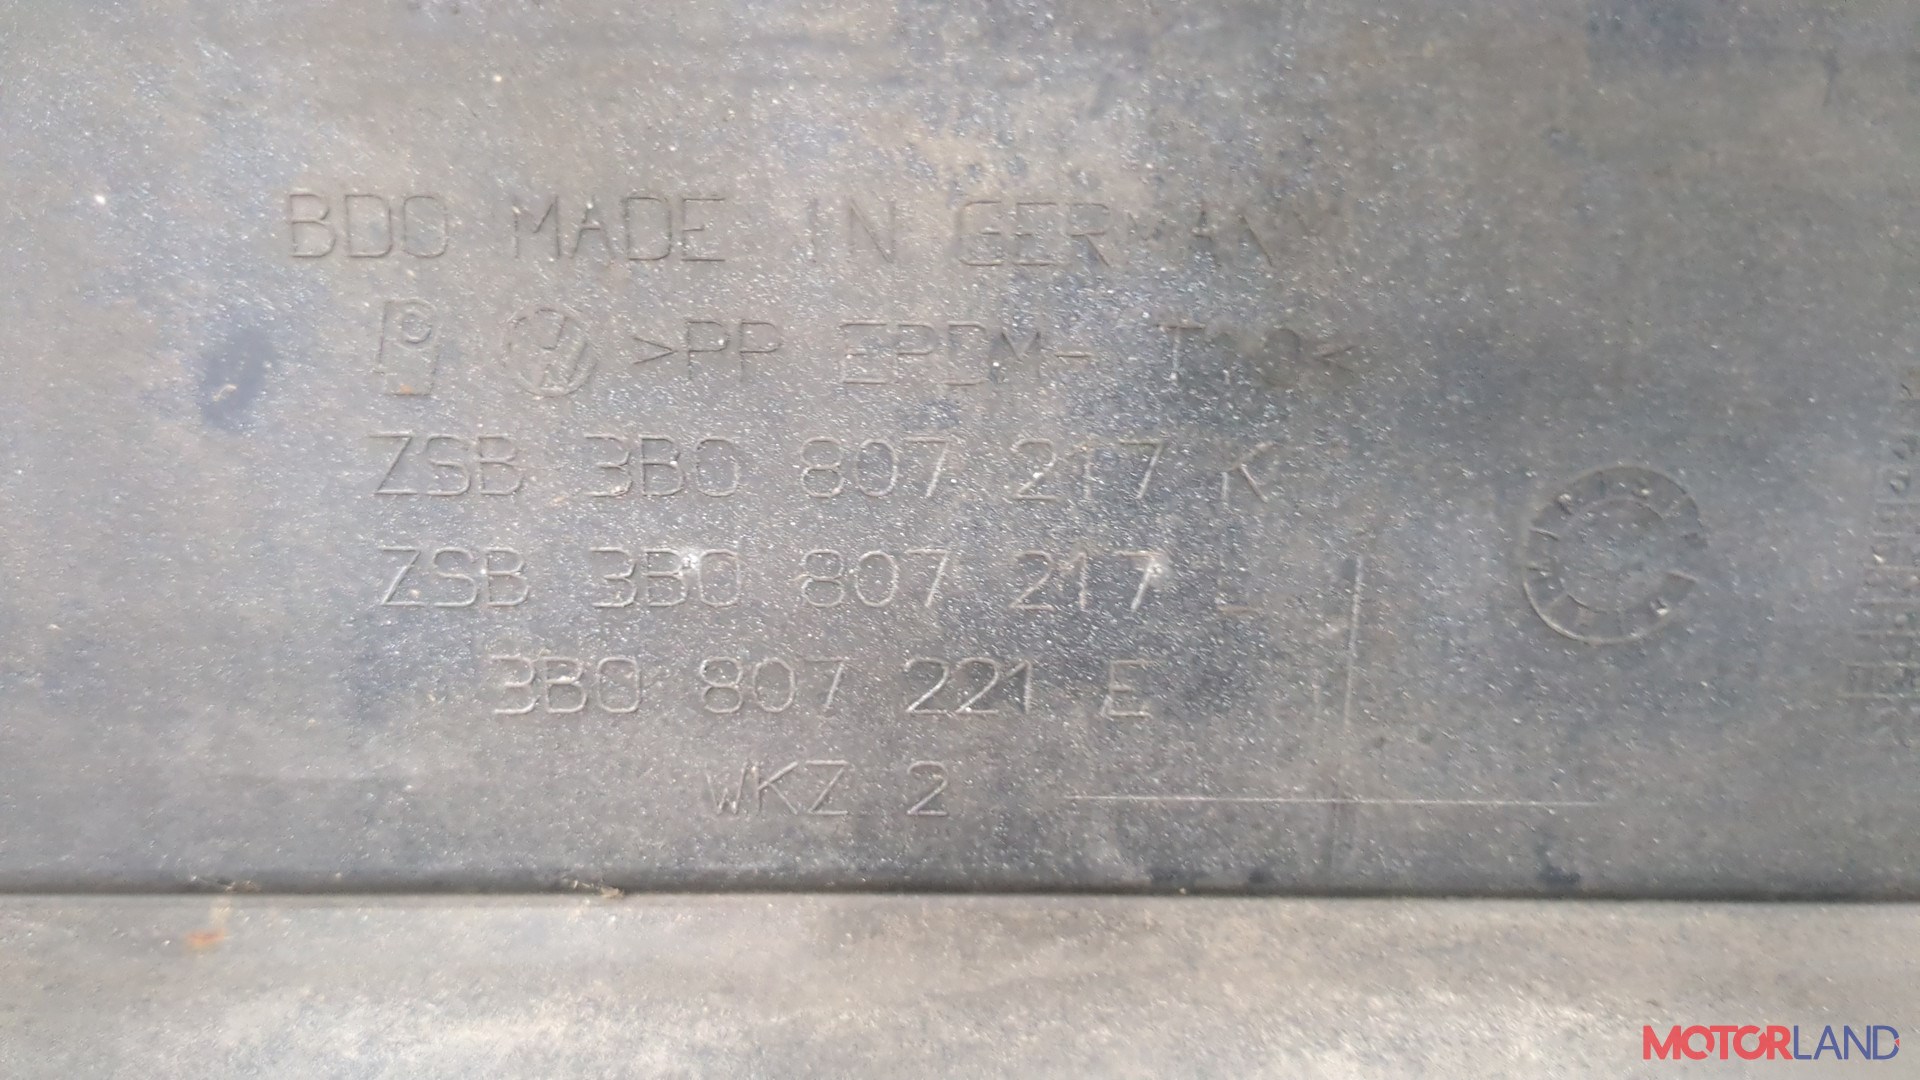 BDO MADE IN GERMANY
>PP EPDM- T10<
ZSB 3B0 807 217 K
ZSB 3B0 807 217 L
3B0 807 221 E
WKZ 2
MOTORLAND